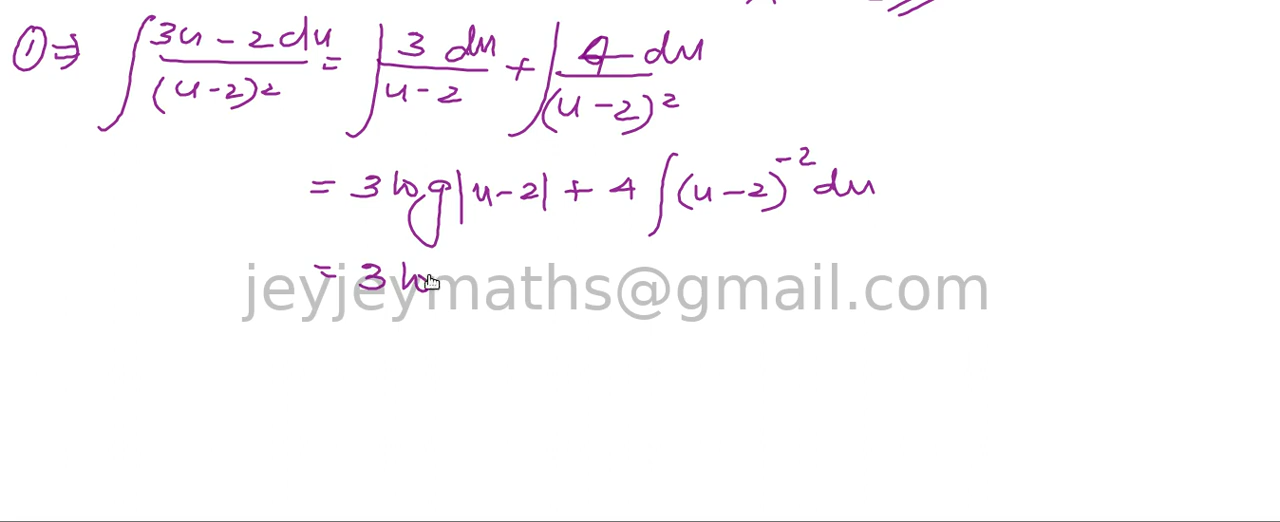 ① ⇒ ∫ 3u - 2 du / (u-2)² = ∫ 3 du / u-2 + ∫ 4 du / (u-2)²
= 3 log|u-2| + 4 ∫ (u-2)⁻² du
= 3 lo
jeyjeymaths@gmail.com